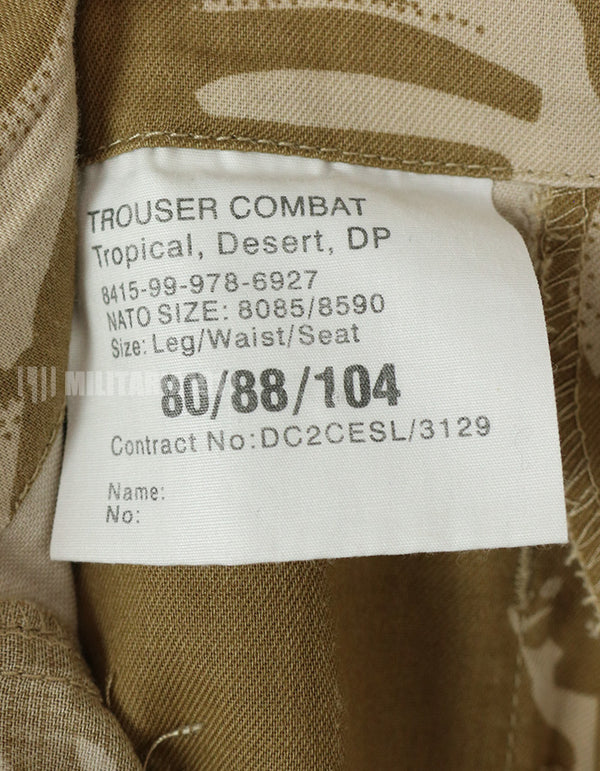 TROUSER COMBAT
Tropical, Desert, DP
8415-99-978-6927
NATO SIZE: 8085/8590
Size: Leg/Waist/Seat
MILITAR
80/88/104
Contract No:DC2CESL/3129
Name:
No: